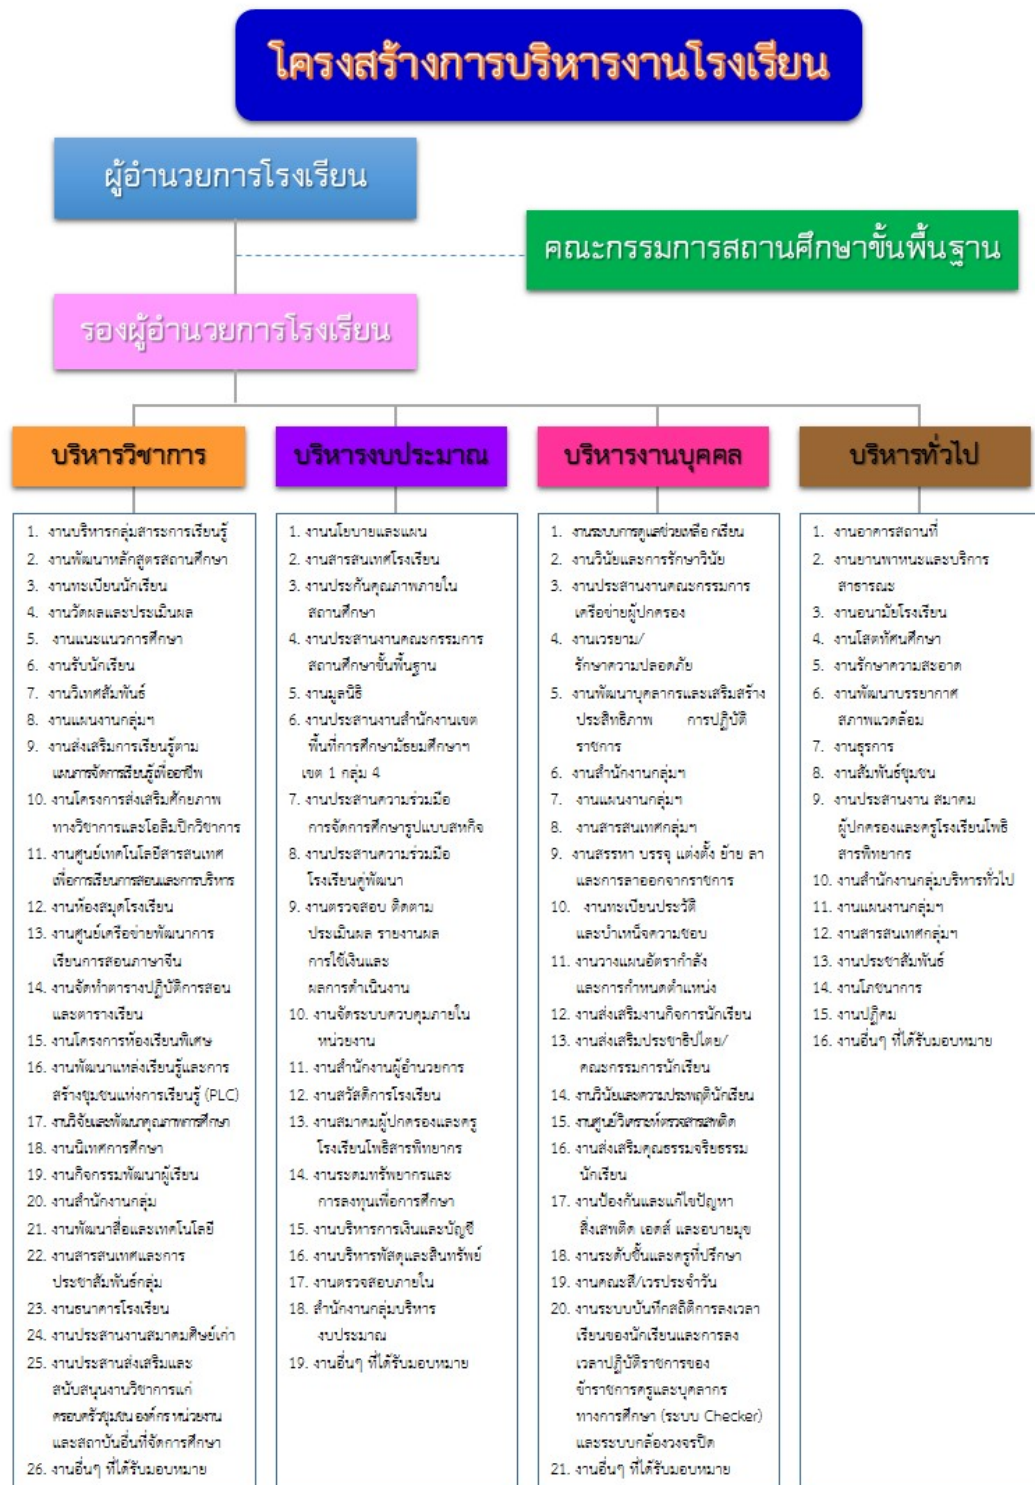 โครงสร้างการบริหารงานโรงเรียน
ผู้อำนวยการโรงเรียน
คณะกรรมการสถานศึกษาขั้นพื้นฐาน
รองผู้อำนวยการโรงเรียน
บริหารวิชาการ
1. งานบริหารกลุ่มสาระการเรียนรู้
2. งานพัฒนาหลักสูตรสถานศึกษา
3. งานทะเบียนนักเรียน
4. งานวัดผลและประเมินผล
5. งานแนะแนวการศึกษา
6. งานรับนักเรียน
7. งานวิเทศสัมพันธ์
8. งานแผนงานกลุ่มฯ
9. งานส่งเสริมการเรียนรู้ตาม
แผนการจัดการเรียนรู้เพื่ออาชีพ
10. งานโครงการส่งเสริมศักยภาพ
ทางวิชาการและโอลิมปิกวิชาการ
11. งานศูนย์เทคโนโลยีสารสนเทศ
เพื่อการเรียนการสอนและการบริหาร
12. งานห้องสมุดโรงเรียน
13. งานศูนย์เครือข่ายพัฒนาการ
เรียนการสอนภาษาจีน
14. งานจัดทำตารางปฏิบัติการสอน
และตารางเรียน
15. งานโครงการห้องเรียนพิเศษ
16. งานพัฒนาแหล่งเรียนรู้และการ
สร้างชุมชนแห่งการเรียนรู้ (PLC)
17. งานวิจัยและพัฒนาคุณภาพการศึกษา
18. งานนิเทศการศึกษา
19. งานกิจกรรมพัฒนาผู้เรียน
20. งานสำนักงานกลุ่ม
21. งานพัฒนาสื่อและเทคโนโลยี
22. งานสารสนเทศและการ
ประชาสัมพันธ์กลุ่ม
23. งานธนาคารโรงเรียน
24. งานประสานงานสมาคมศิษย์เก่า
25. งานประสานส่งเสริมและ
สนับสนุนงานวิชาการแก่
ครอบครัวชุมชน องค์กร หน่วยงาน
และสถาบันอื่นที่จัดการศึกษา
26. งานอื่นๆ ที่ได้รับมอบหมาย
บริหารงบประมาณ
1. งานนโยบายและแผน
2. งานสารสนเทศโรงเรียน
3. งานประกันคุณภาพภายใน
สถานศึกษา
4. งานประสานงานคณะกรรมการ
สถานศึกษาขั้นพื้นฐาน
5. งานมูลนิธิ
6. งานประสานงานสำนักงานเขต
พื้นที่การศึกษามัธยมศึกษาฯ
เขต 1 กลุ่ม 4
7. งานประสานความร่วมมือ
การจัดการศึกษารูปแบบสหกิจ
8. งานประสานความร่วมมือ
โรงเรียนคู่พัฒนา
9. งานตรวจสอบ ติดตาม
ประเมินผล รายงานผล
การใช้เงินและ
ผลการดำเนินงาน
10. งานจัดระบบควบคุมภายใน
หน่วยงาน
11. งานสำนักงานผู้อำนวยการ
12. งานสวัสดิการโรงเรียน
13. งานสมาคมผู้ปกครองและครู
โรงเรียนโพธิสารพิทยากร
14. งานระดมทรัพยากรและ
การลงทุนเพื่อการศึกษา
15. งานบริหารการเงินและบัญชี
16. งานบริหารพัสดุและสินทรัพย์
17. งานตรวจสอบภายใน
18. สำนักงานกลุ่มบริหาร
งบประมาณ
19. งานอื่นๆ ที่ได้รับมอบหมาย
บริหารงานบุคคล
1. งานระบบการดูแลช่วยเหลือ กเรียน
2. งานวินัยและการรักษาวินัย
3. งานประสานงานคณะกรรมการ
เครือข่ายผู้ปกครอง
4. งานเวรยาม/
รักษาความปลอดภัย
5. งานพัฒนาบุคลากรและเสริมสร้าง
ประสิทธิภาพ การปฏิบัติ
ราชการ
6. งานสำนักงานกลุ่มฯ
7. งานแผนงานกลุ่มฯ
8. งานสารสนเทศกลุ่มฯ
9. งานสรรหา บรรจุ แต่งตั้ง ย้าย ลา
และการลาออกจากราชการ
10. งานทะเบียนประวัติ
และบำเหน็จความชอบ
11. งานวางแผนอัตรากำลัง
และการกำหนดตำแหน่ง
12. งานส่งเสริมงานกิจการนักเรียน
13. งานส่งเสริมประชาธิปไตย/
คณะกรรมการนักเรียน
14. งานวินัยและความประพฤตินักเรียน
15. งานศูนย์วิเคราะห์ตรวจสารเสพติด
16. งานส่งเสริมคุณธรรมจริยธรรม
นักเรียน
17. งานป้องกันและแก้ไขปัญหา
สิ่งเสพติด เอดส์ และอบายมุข
18. งานระดับชั้นและครูที่ปรึกษา
19. งานคณะสี/เวรประจำวัน
20. งานระบบบันทึกสถิติการลงเวลา
เรียนของนักเรียนและการลง
เวลาปฏิบัติราชการของ
ข้าราชการครูและบุคลากร
ทางการศึกษา (ระบบ Checker)
และระบบกล้องวงจรปิด
21. งานอื่นๆ ที่ได้รับมอบหมาย
บริหารทั่วไป
1. งานอาคารสถานที่
2. งานยานพาหนะและบริการ
สาธารณะ
3. งานอนามัยโรงเรียน
4. งานโสตทัศนศึกษา
5. งานรักษาความสะอาด
6. งานพัฒนาบรรยากาศ
สภาพแวดล้อม
7. งานธุรการ
8. งานสัมพันธ์ชุมชน
9. งานประสานงาน สมาคม
ผู้ปกครองและครูโรงเรียนโพธิ
สารพิทยากร
10. งานสำนักงานกลุ่มบริหารทั่วไป
11. งานแผนงานกลุ่มฯ
12. งานสารสนเทศกลุ่มฯ
13. งานประชาสัมพันธ์
14. งานโภชนาการ
15. งานปฏิคม
16. งานอื่นๆ ที่ได้รับมอบหมาย